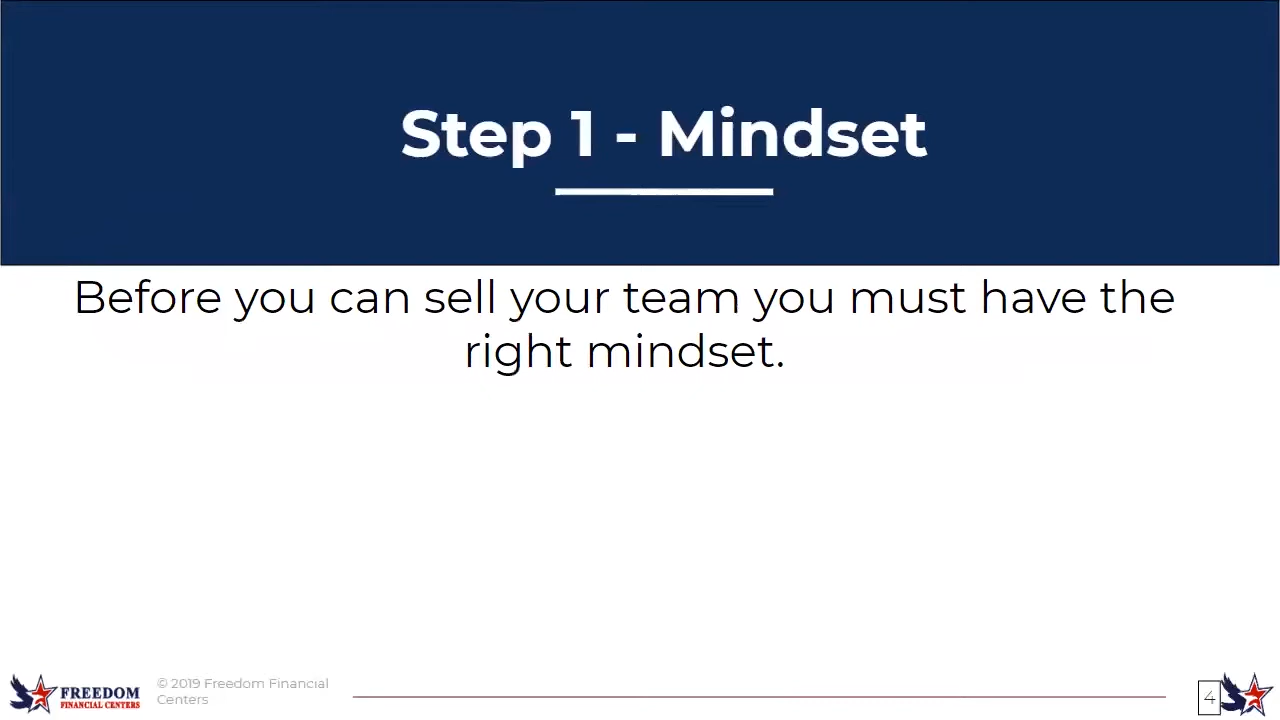 Step 1 - Mindset
Before you can sell your team you must have the
right mindset.
FREEDOM
FINANCIAL CENTERS
© 2019 Freedom Financial
Centers
4